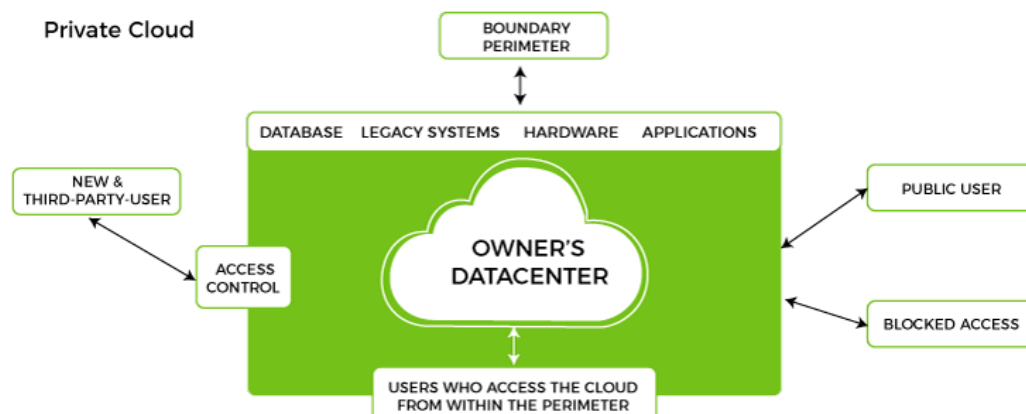 Private Cloud
BOUNDARY
PERIMETER
DATABASE LEGACY SYSTEMS HARDWARE APPLICATIONS
NEW &
THIRD-PARTY-USER
PUBLIC USER
OWNER'S
DATACENTER
ACCESS
CONTROL
BLOCKED ACCESS
USERS WHO ACCESS THE CLOUD
FROM WITHIN THE PERIMETER